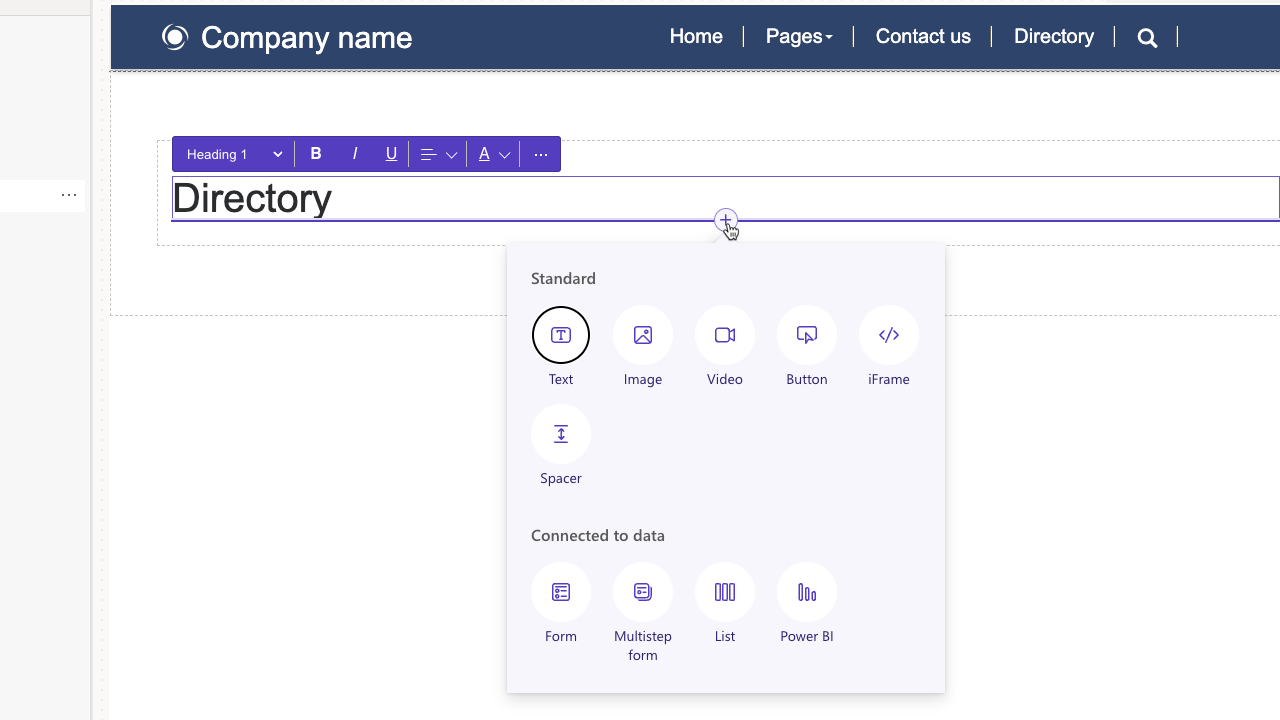 Company name Home Pages Contact us Directory
Heading 1 B I U A ...
Directory
Standard
Text Image Video Button iFrame
Spacer
Connected to data
Form Multistep form List Power BI